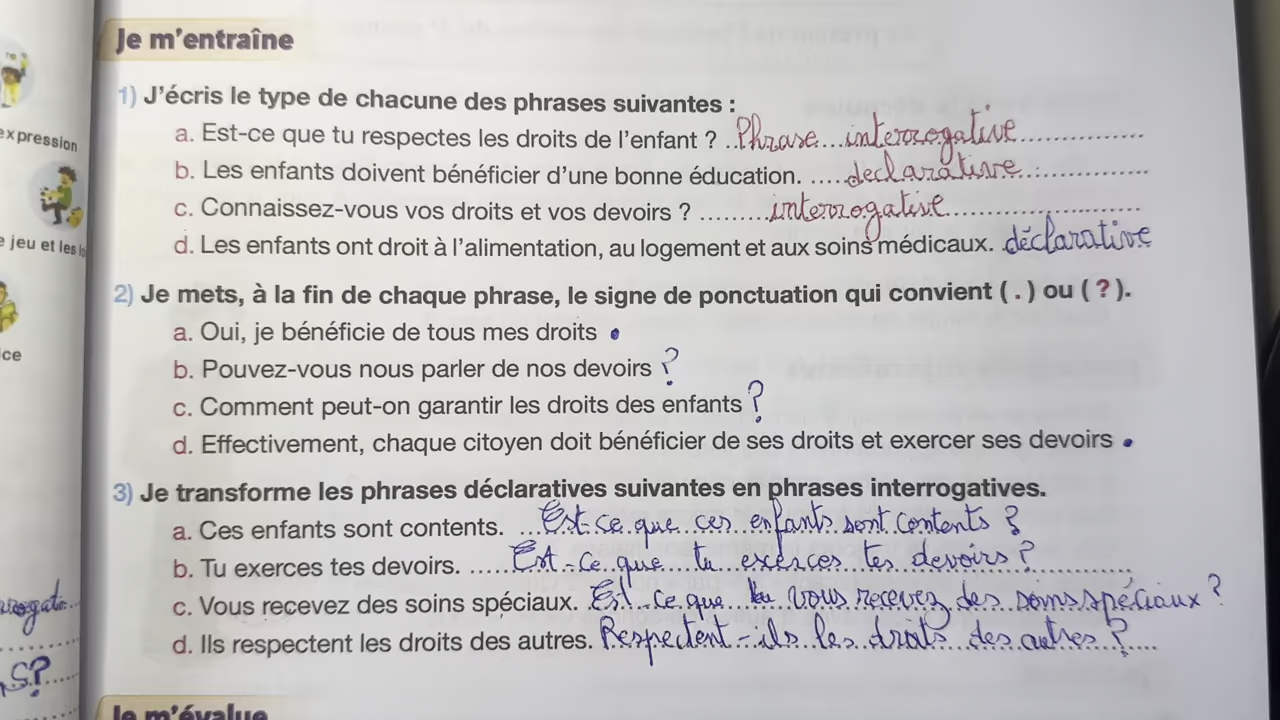 Je m'entraîne
expression
jeu et les
ce
1) J'écris le type de chacune des phrases suivantes :
a. Est-ce que tu respectes les droits de l'enfant ? Phrase interrogative
b. Les enfants doivent bénéficier d'une bonne éducation. declarative
c. Connaissez-vous vos droits et vos devoirs ? interrogative
d. Les enfants ont droit à l'alimentation, au logement et aux soins médicaux. déclarative
2) Je mets, à la fin de chaque phrase, le signe de ponctuation qui convient ( . ) ou ( ? ).
a. Oui, je bénéficie de tous mes droits .
b. Pouvez-vous nous parler de nos devoirs ?
c. Comment peut-on garantir les droits des enfants ?
d. Effectivement, chaque citoyen doit bénéficier de ses droits et exercer ses devoirs .
3) Je transforme les phrases déclaratives suivantes en phrases interrogatives.
a. Ces enfants sont contents. Est-ce que ces enfants sont contents ?
b. Tu exerces tes devoirs. Est-ce que tu exerces tes devoirs ?
c. Vous recevez des soins spéciaux. Est-ce que vous recevez des soins spéciaux ?
d. Ils respectent les droits des autres. Respectent-ils les droits des autres ?
Je m'évalue